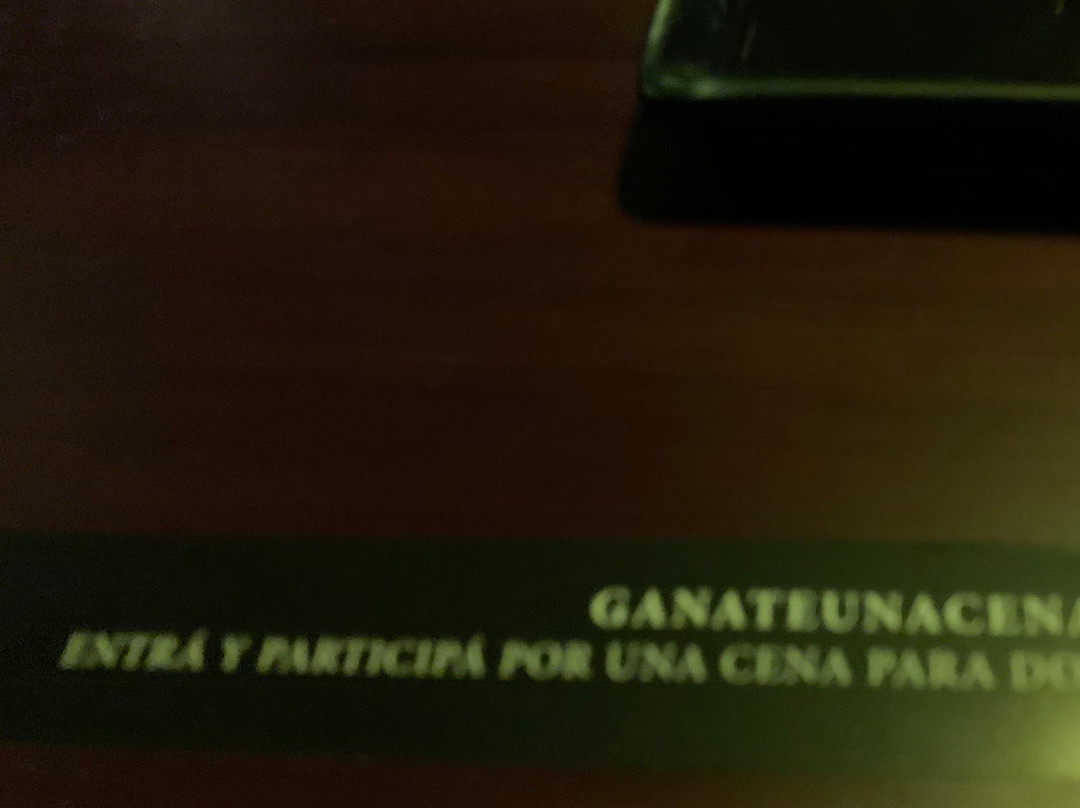 GANATEUNACENA
ENTRÁ Y PARTICIPÁ POR UNA CENA PARA DO